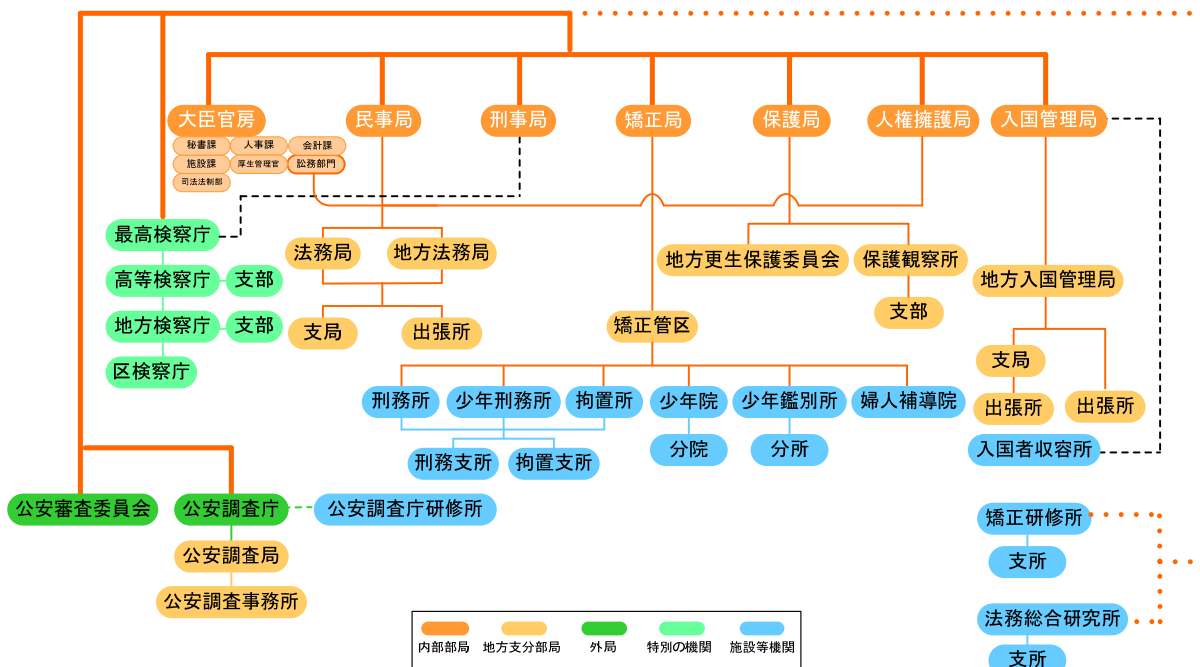 大臣官房
民事局
刑事局
矯正局
保護局
人権擁護局
入国管理局
秘書課
人事課
会計課
施設課
厚生管理官
訟務部門
司法法制部
最高検察庁
法務局
地方法務局
地方更生保護委員会
保護観察所
高等検察庁
支部
地方入国管理局
支部
地方検察庁
支部
支局
出張所
矯正管区
支局
区検察庁
刑務所
少年刑務所
拘置所
少年院
少年鑑別所
婦人補導院
出張所
出張所
刑務支所
拘置支所
分院
分所
入国者収容所
公安審査委員会
公安調査庁
公安調査庁研修所
矯正研修所
公安調査局
支所
公安調査事務所
法務総合研究所
支所
内部部局
地方支分部局
外局
特別の機関
施設等機関